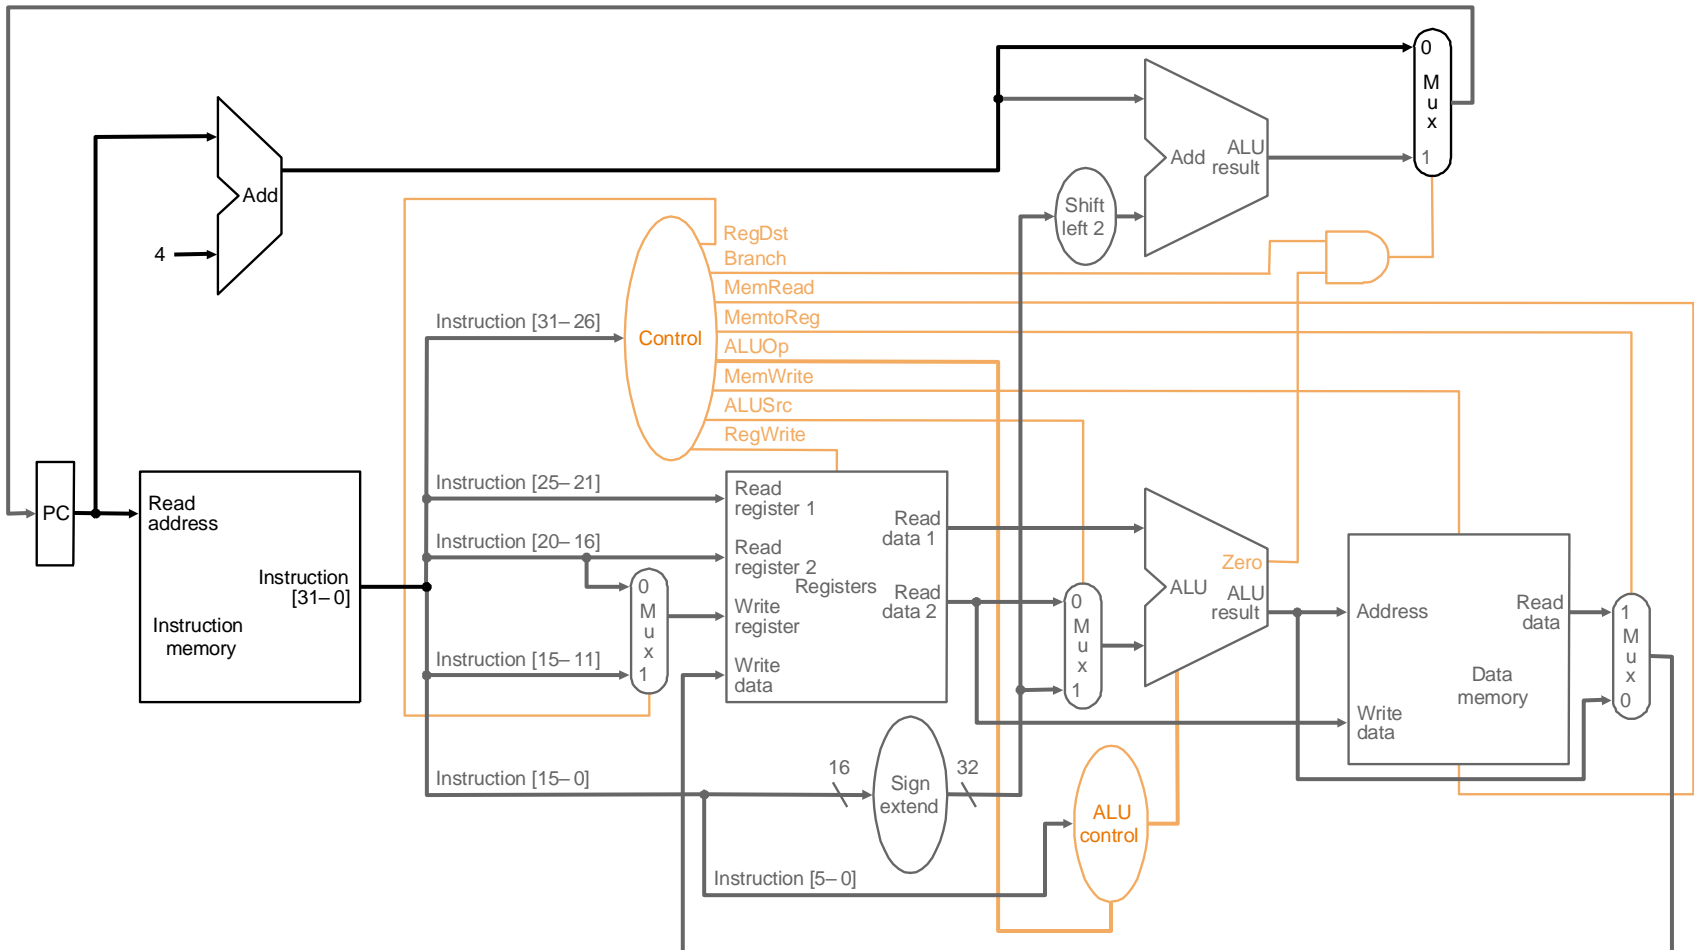 0
M
u
x
1
Add
ALU
result
Add
4
Shift
left 2
RegDst
Branch
MemRead
MemtoReg
ALUOp
MemWrite
ALUSrc
RegWrite
Control
Instruction [31–26]
Instruction [25–21]
Instruction [20–16]
Instruction [15–11]
Instruction [15–0]
Instruction [5–0]
PC
Read
address
Instruction
[31–0]
Instruction
memory
0
M
u
x
1
Read
register 1
Read
register 2
Write
register
Write
data
Registers
Read
data 1
Read
data 2
0
M
u
x
1
Zero
ALU
ALU
result
Address
Write
data
Read
data
Data
memory
1
M
u
x
0
16
Sign
extend
32
ALU
control